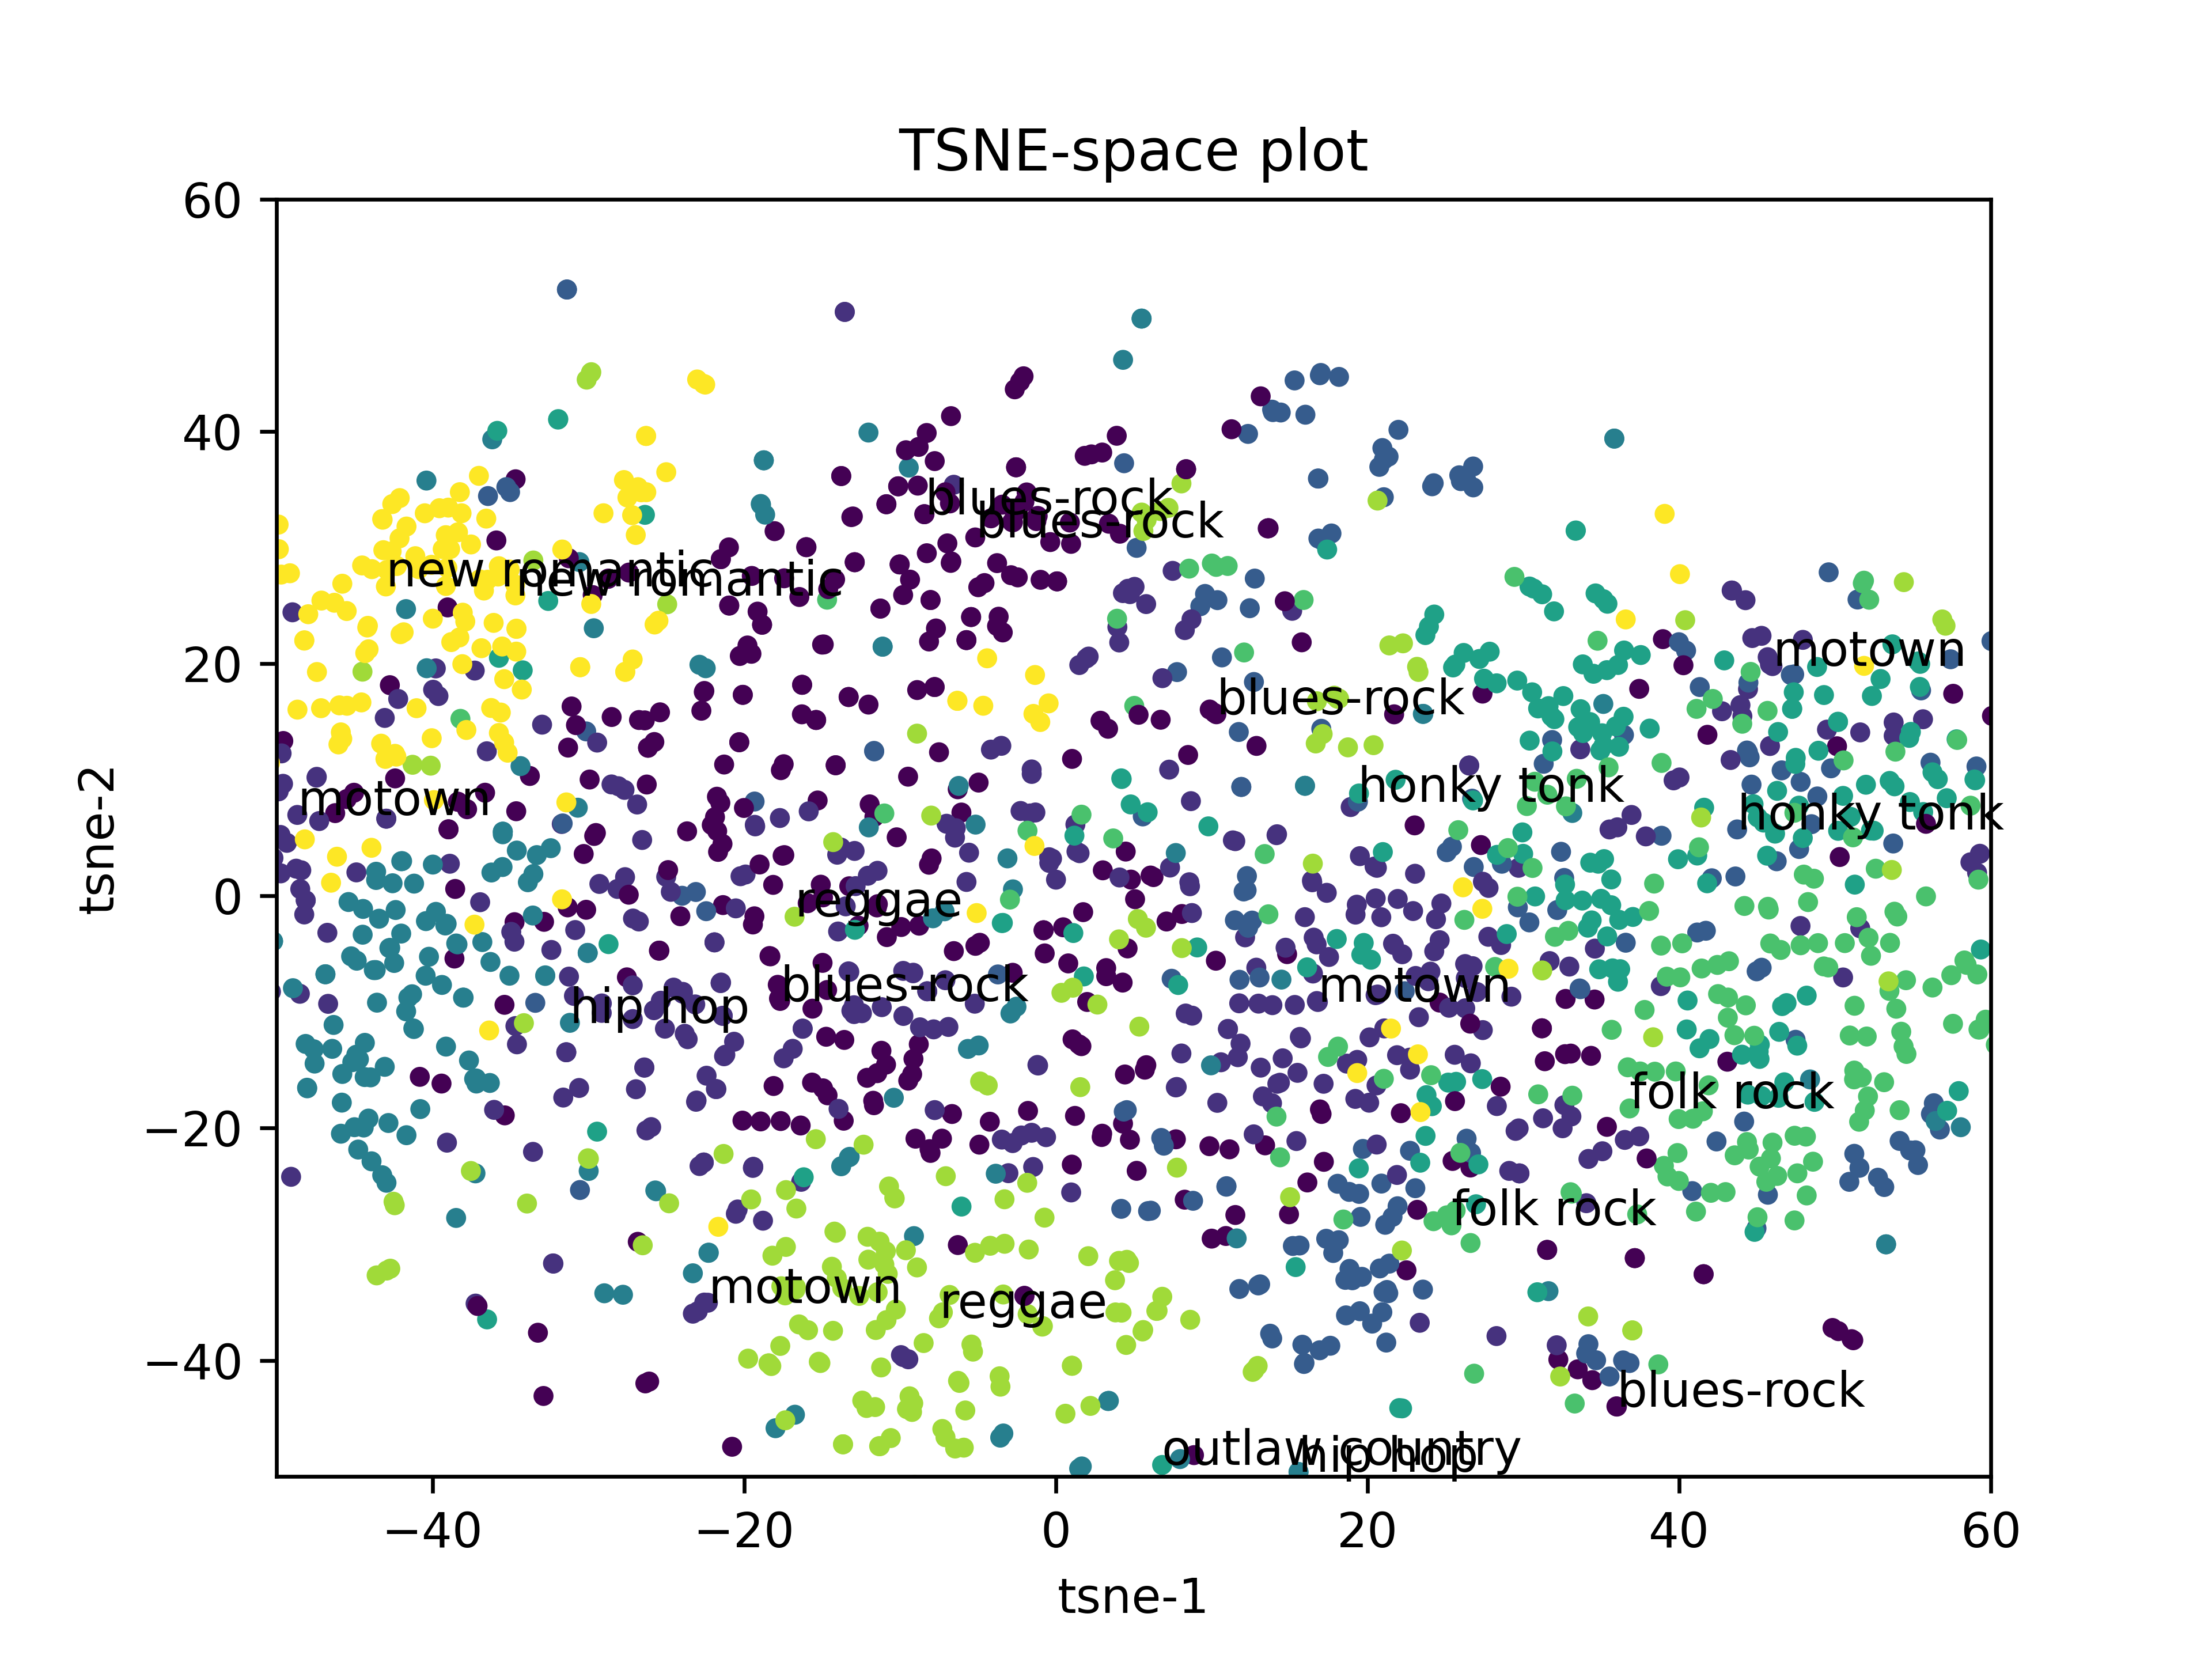 TSNE-space plot
60
40
20
0
−20
−40
tsne-2
blues-rock
blues-rock
new romantic
new romantic
motown
blues-rock
motown
honky tonk
honky tonk
reggae
blues-rock
motown
hip hop
folk rock
folk rock
motown
reggae
blues-rock
outlaw country
hip hop
−40
−20
0
20
40
60
tsne-1